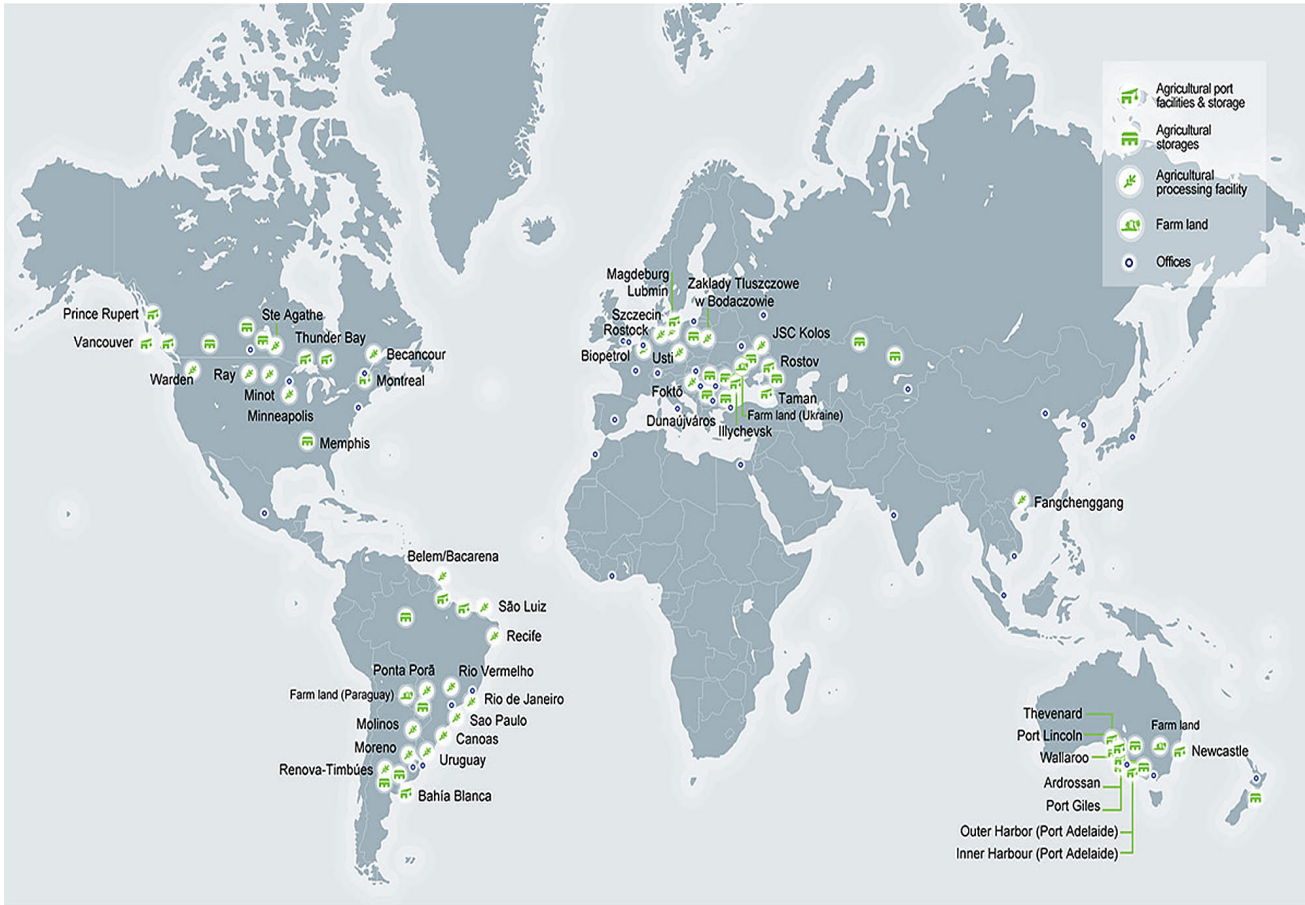 Agricultural port
facilities & storage
Agricultural
storages
Agricultural
processing facility
Farm land
Offices
Prince Rupert
Vancouver
Warden
Ray
Minot
Minneapolis
Ste Agathe
Thunder Bay
Becancour
Montreal
Memphis
Magdeburg
Lubmin
Zaklady Tluszczowe
w Bodaczowie
Szczecin
Rostock
Biopetrol
Usti
JSC Kolos
Rostov
Foktő
Taman
Dunaújváros
Farm land (Ukraine)
Illychevsk
Fangchenggang
Belem/Bacarena
São Luiz
Recife
Ponta Porã
Rio Vermelho
Farm land (Paraguay)
Rio de Janeiro
Molinos
Sao Paulo
Canoas
Moreno
Uruguay
Renova-Timbúes
Bahía Blanca
Thevenard
Port Lincoln
Farm land
Wallaroo
Newcastle
Ardrossan
Port Giles
Outer Harbor (Port Adelaide)
Inner Harbour (Port Adelaide)